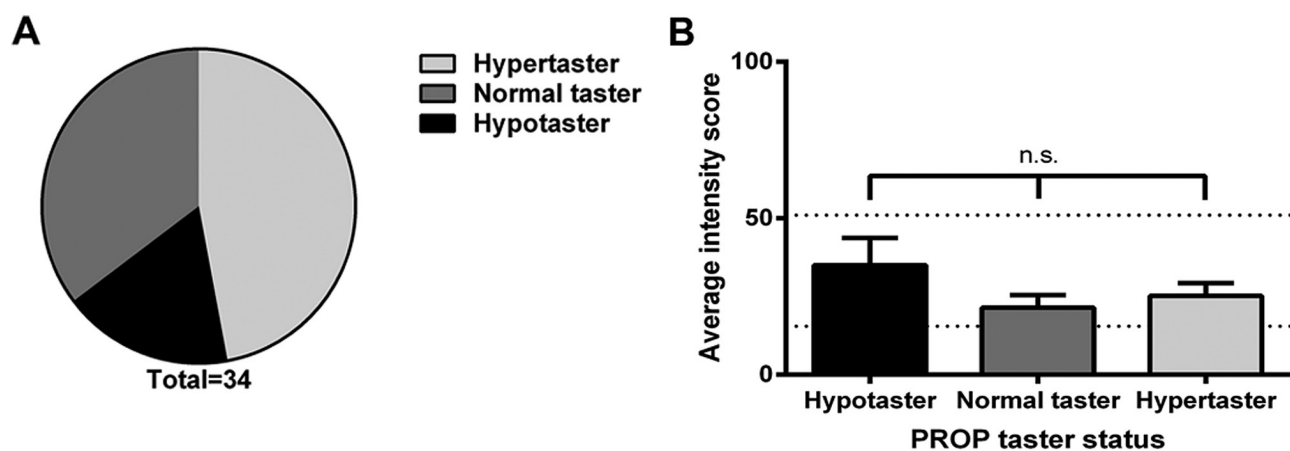 A
Hypertaster
Normal taster
Hypotaster
Total=34
B
Average intensity score
100
50
0
n.s.
Hypotaster Normal taster Hypertaster
PROP taster status